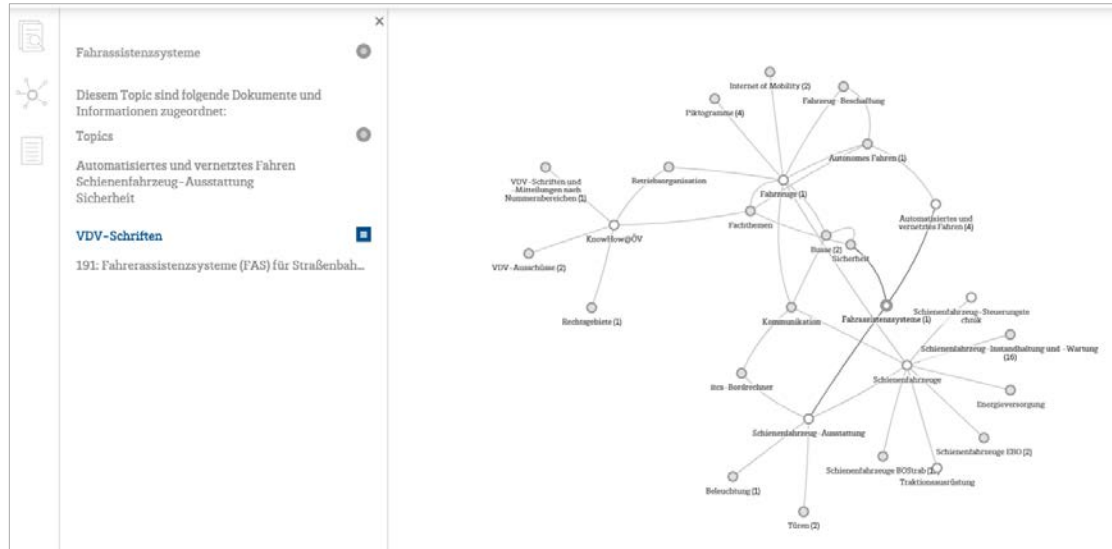 ×
Fahrassistenzsysteme
Diesem Topic sind folgende Dokumente und
Informationen zugeordnet:
Topics
Automatisiertes und vernetztes Fahren
Schienenfahrzeug-Ausstattung
Sicherheit
VDV-Schriften
191: Fahrerassistenzsysteme (FAS) für Straßenbah...
Internet of Mobility (2)
Fahrzeug-Beschaffung
Piktogramme (4)
Autonomes Fahren (1)
VDV-Schriften und
-Mitteilungen nach
Nummernbereichen (1)
Betriebsorganisation
Fahrzeuge (1)
Fachthemen
Automatisiertes und
vernetztes Fahren (4)
KnowHow@ÖV
Busse (2)
Sicherheit
VDV-Ausschüsse (2)
Rechtsgebiete (1)
Kommunikation
Fahrassistenzsysteme (1)
Schienenfahrzeug-Steuerungste
chnik
Schienenfahrzeug-Instandhaltung und -Wartung
(16)
Schienenfahrzeuge
itcs-Bordrechner
Energieversorgung
Schienenfahrzeug-Ausstattung
Schienenfahrzeuge EBO (2)
Schienenfahrzeuge BOStrab
Traktionsausrüstung
Beleuchtung (1)
Türen (2)